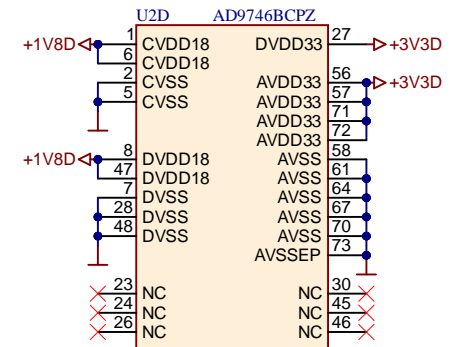 U2D AD9746BCPZ
+1V8D 1 CVDD18 DVDD33 27 +3V3D
6 CVDD18
2 CVSS AVDD33 56 +3V3D
5 CVSS AVDD33 57
AVDD33 71
AVDD33 72
+1V8D 8 DVDD18 AVSS 58
47 DVDD18 AVSS 61
7 DVSS AVSS 64
28 DVSS AVSS 67
48 DVSS AVSS 70
AVSSEP 73
23 NC NC 30
24 NC NC 45
26 NC NC 46